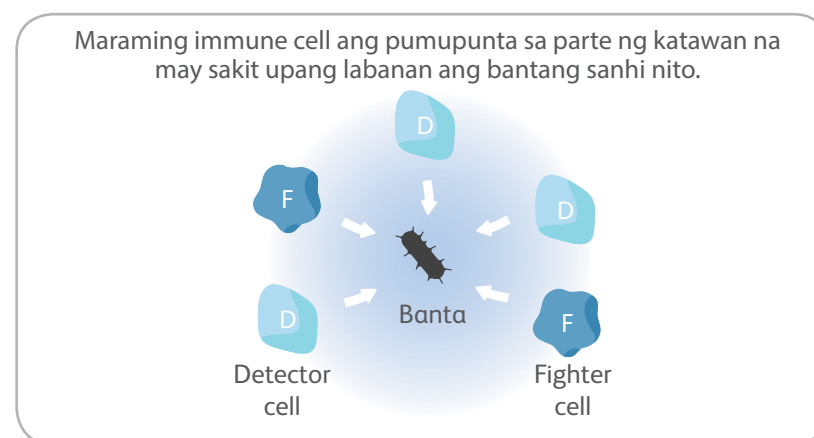 Maraming immune cell ang pumupunta sa parte ng katawan na
may sakit upang labanan ang bantang sanhi nito.
D
F
D
D
Banta
F
Detector
cell
Fighter
cell